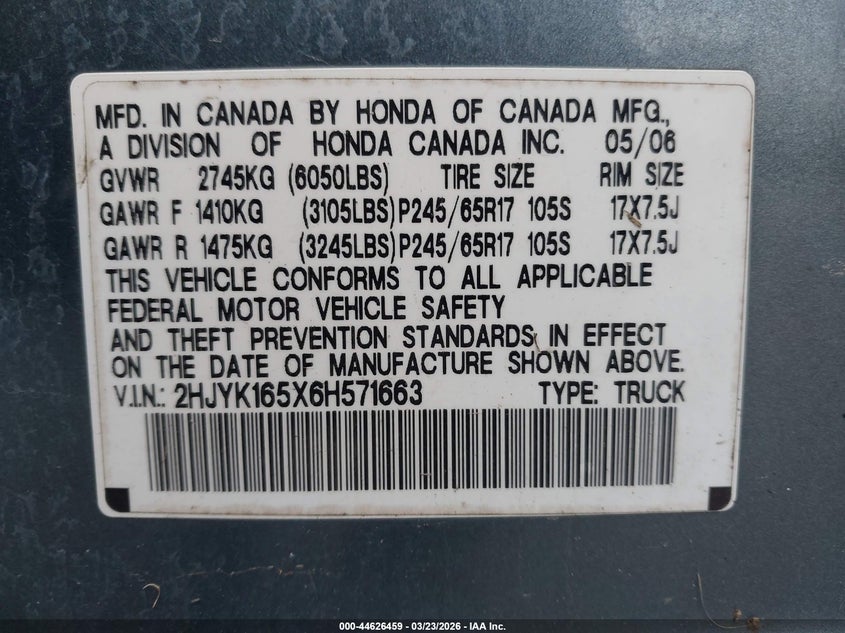 MFD. IN CANADA BY HONDA OF CANADA MFG.,
A DIVISION OF HONDA CANADA INC. 05/06
GVWR 2745KG (6050LBS) TIRE SIZE RIM SIZE
GAWR F 1410KG (3105LBS) P245/65R17 105S 17X7.5J
GAWR R 1475KG (3245LBS) P245/65R17 105S 17X7.5J
THIS VEHICLE CONFORMS TO ALL APPLICABLE
FEDERAL MOTOR VEHICLE SAFETY
AND THEFT PREVENTION STANDARDS IN EFFECT
ON THE DATE OF MANUFACTURE SHOWN ABOVE.
V.I.N.: 2HJYK165X6H571663 TYPE: TRUCK
000-44626459 - 03/23/2026 - IAA Inc.